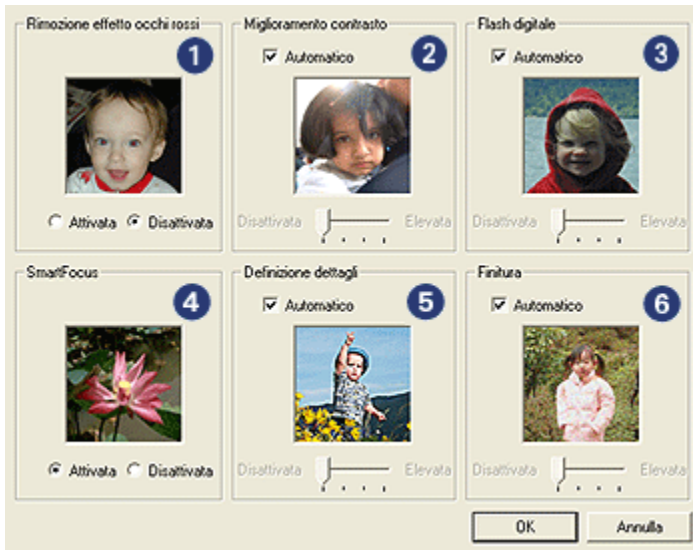 Rimozione effetto occhi rossi
1
Attivata Disattivata
Miglioramento contrasto
Automatico
2
Disattivata Elevata
Flash digitale
Automatico
3
Disattivata Elevata
SmartFocus
4
Attivata Disattivata
Definizione dettagli
Automatico
5
Disattivata Elevata
Finitura
Automatico
6
Disattivata Elevata
OK Annulla